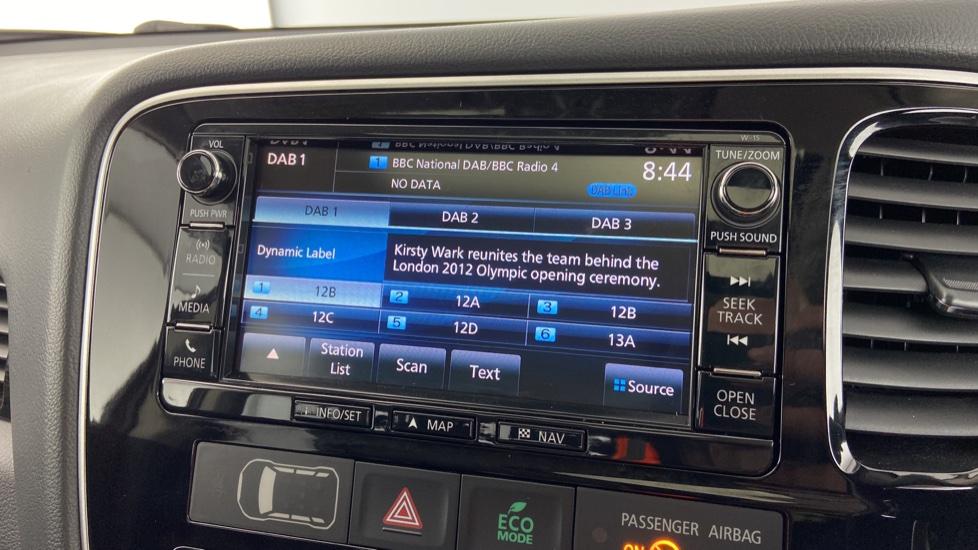 W-15
VOL
PUSH PWR
RADIO
MEDIA
PHONE
DAB 1
1 BBC National DAB/BBC Radio 4
8:44
NO DATA
DAB Link
DAB 1 DAB 2 DAB 3
Dynamic Label
Kirsty Wark reunites the team behind the
London 2012 Olympic opening ceremony.
1 12B 2 12A 3 12B
4 12C 5 12D 6 13A
Station
List
Scan
Text
Source
TUNE/ZOOM
PUSH SOUND
SEEK
TRACK
OPEN
CLOSE
INFO/SET
MAP
NAV
ECO
MODE
PASSENGER AIRBAG
ON